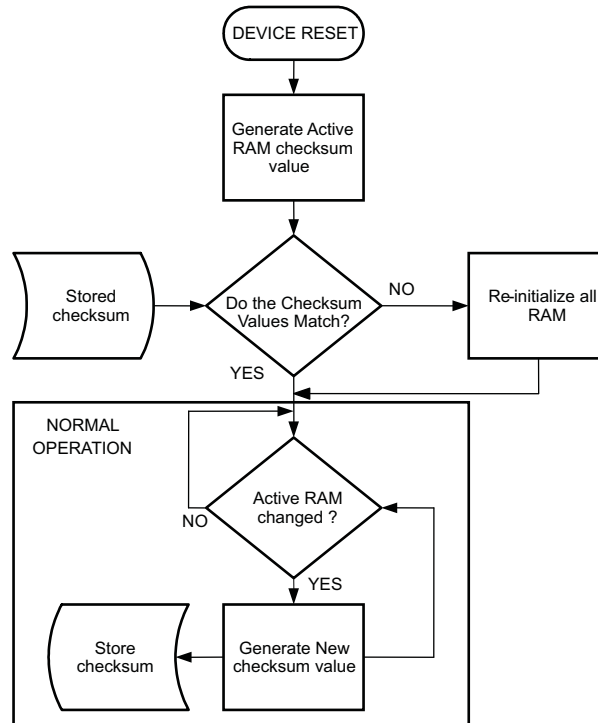 DEVICE RESET
Generate Active
RAM checksum
value
Stored
checksum
Do the Checksum
Values Match?
NO
Re-initialize all
RAM
YES
NORMAL
OPERATION
Active RAM
changed ?
NO
YES
Store
checksum
Generate New
checksum value